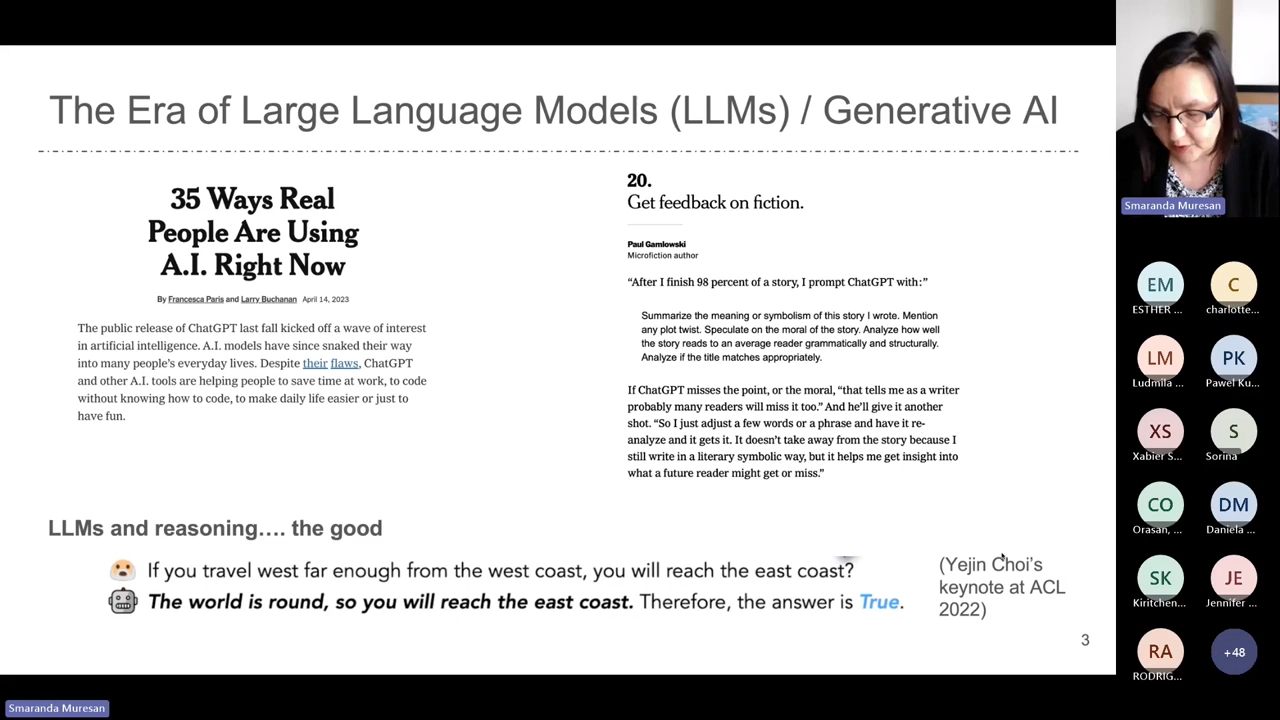 The Era of Large Language Models (LLMs) / Generative AI
35 Ways Real
People Are Using
A.I. Right Now
By Francesca Paris and Larry Buchanan April 14, 2023
The public release of ChatGPT last fall kicked off a wave of interest
in artificial intelligence. A.I. models have since snaked their way
into many people's everyday lives. Despite their flaws, ChatGPT
and other A.I. tools are helping people to save time at work, to code
without knowing how to code, to make daily life easier or just to
have fun.
20.
Get feedback on fiction.
Paul Gamlowski
Microfiction author
“After I finish 98 percent of a story, I prompt ChatGPT with:”
Summarize the meaning or symbolism of this story I wrote. Mention
any plot twist. Speculate on the moral of the story. Analyze how well
the story reads to an average reader grammatically and structurally.
Analyze if the title matches appropriately.
If ChatGPT misses the point, or the moral, “that tells me as a writer
probably many readers will miss it too.” And he'll give it another
shot. “So I just adjust a few words or a phrase and have it re-
analyze and it gets it. It doesn't take away from the story because I
still write in a literary symbolic way, but it helps me get insight into
what a future reader might get or miss.”
LLMs and reasoning…. the good
If you travel west far enough from the west coast, you will reach the east coast?
The world is round, so you will reach the east coast. Therefore, the answer is True.
(Yejin Choi's
keynote at ACL
2022)
3
Smaranda Muresan
EM
ESTHER ...
C
charlotte...
LM
Ludmila ...
PK
Pawel Ku...
XS
Xabier S...
S
Sorina
CO
Orasan, ...
DM
Daniela ...
SK
Kiritchen...
JE
Jennifer ...
RA
RODRIG...
+48
Smaranda Muresan